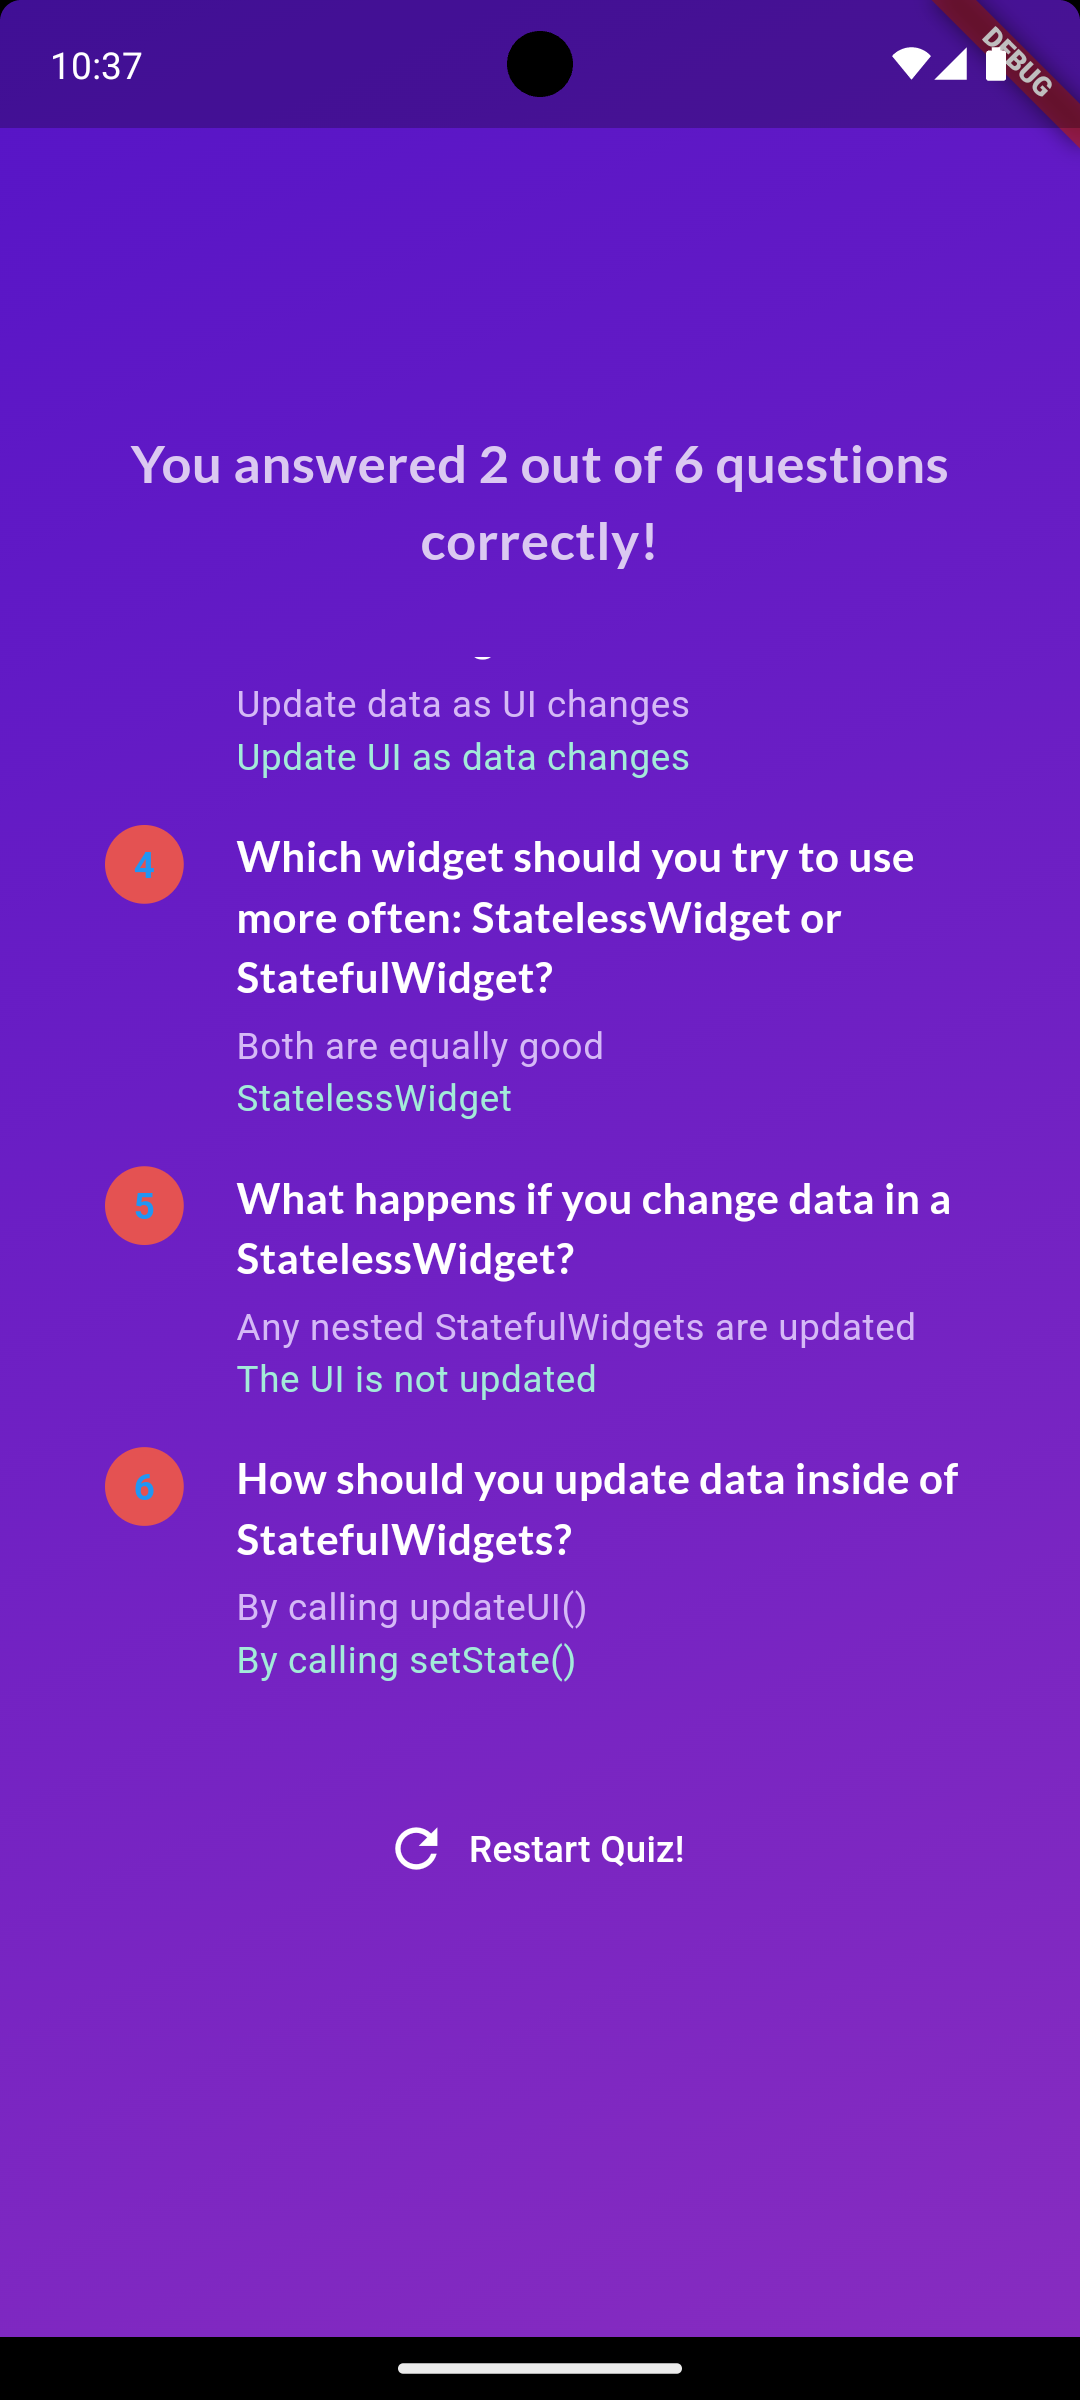 10:37
DEBUG
You answered 2 out of 6 questions
correctly!
Update data as UI changes
Update UI as data changes
4
Which widget should you try to use
more often: StatelessWidget or
StatefulWidget?
Both are equally good
StatelessWidget
5
What happens if you change data in a
StatelessWidget?
Any nested StatefulWidgets are updated
The UI is not updated
6
How should you update data inside of
StatefulWidgets?
By calling updateUI()
By calling setState()
Restart Quiz!